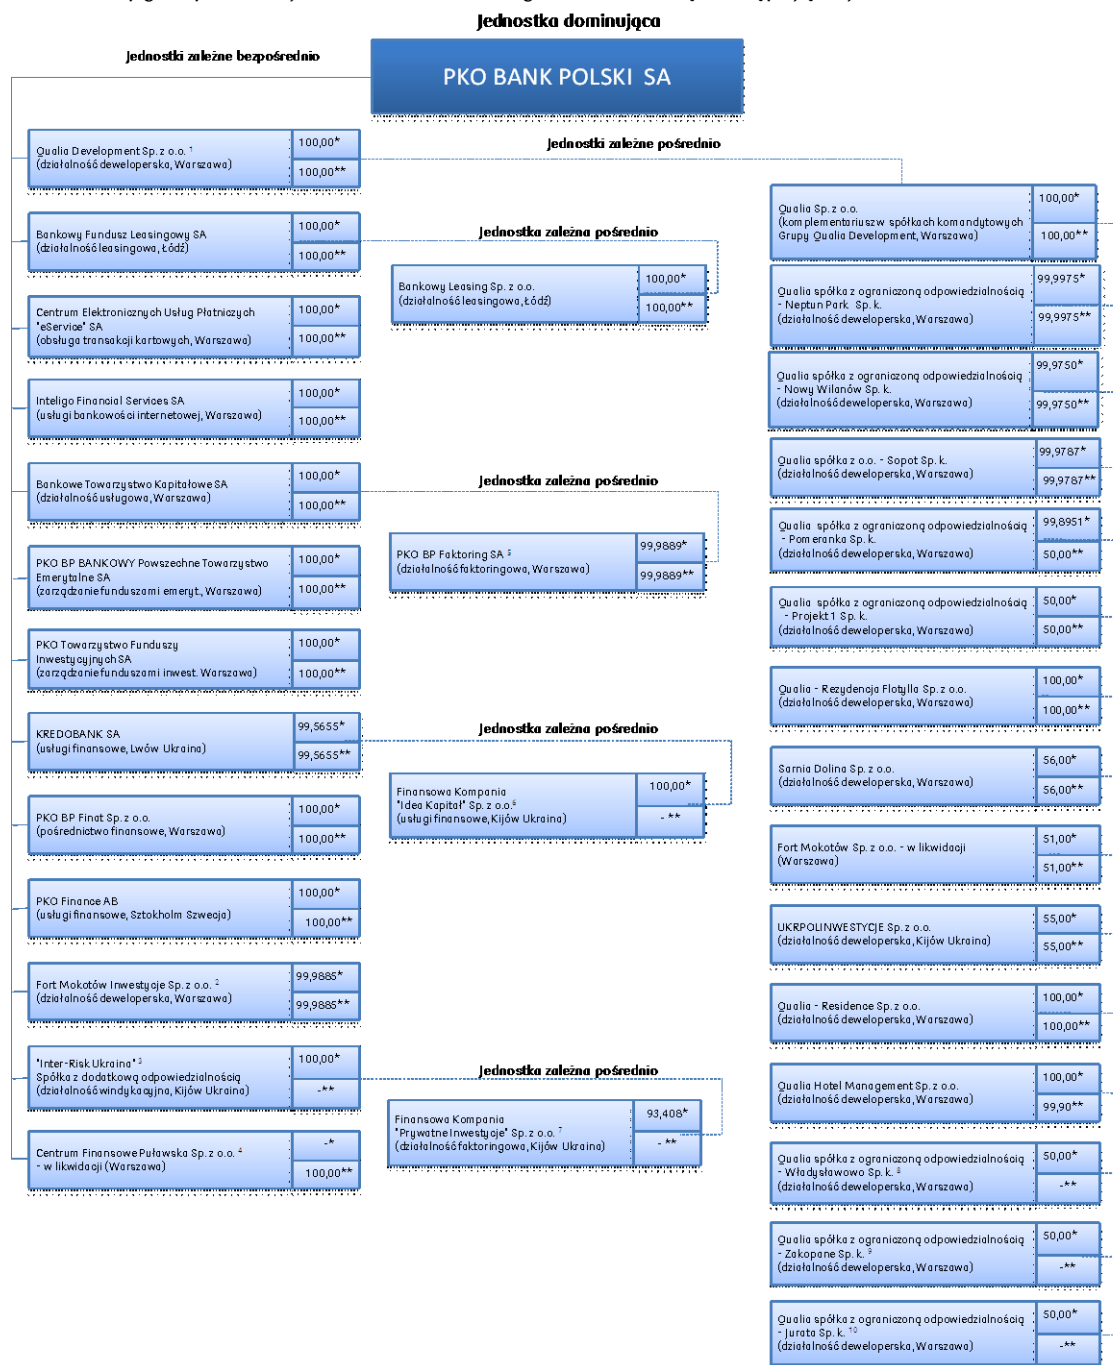 Jednostka dominująca
Jednostki zależne bezpośrednio
PKO BANK POLSKI SA
Jednostki zależne pośrednio
Qualia Development Sp. z o.o. ¹
(działalność deweloperska, Warszawa)
100,00*
100,00**
Bankowy Fundusz Leasingowy SA
(działalność leasingowa, Łódź)
100,00*
100,00**
Centrum Elektronicznych Usług Płatniczych
"eService" SA
(obsługa transakcji kartowych, Warszawa)
100,00*
100,00**
Inteligo Financial Services SA
(usługi bankowości internetowej, Warszawa)
100,00*
100,00**
Bankowe Towarzystwo Kapitałowe SA
(działalność usługowa, Warszawa)
100,00*
100,00**
PKO BP BANKOWY Powszechne Towarzystwo
Emerytalne SA
(zarządzanie funduszami emeryt., Warszawa)
100,00*
100,00**
PKO Towarzystwo Funduszy
Inwestycyjnych SA
(zarządzanie funduszami inwest. Warszawa)
100,00*
100,00**
KREDOBANK SA
(usługi finansowe, Lwów Ukraina)
99,5655*
99,5655**
PKO BP Finat Sp. z o.o.
(pośrednictwo finansowe, Warszawa)
100,00*
100,00**
PKO Finance AB
(usługi finansowe, Sztokholm Szwecja)
100,00*
100,00**
Fort Mokotów Inwestycje Sp. z o.o. ²
(działalność deweloperska, Warszawa)
99,9885*
99,9885**
"Inter-Risk Ukraina" ³
Spółka z dodatkową odpowiedzialnością
(działalność windykacyjna, Kijów Ukraina)
100,00*
-**
Centrum Finansowe Puławska Sp. z o.o. ⁴
- w likwidacji (Warszawa)
-*
100,00**
Jednostka zależna pośrednio
Bankowy Leasing Sp. z o.o.
(działalność leasingowa, Łódź)
100,00*
100,00**
Jednostka zależna pośrednio
PKO BP Faktoring SA ⁵
(działalność faktoringowa, Warszawa)
99,9889*
99,9889**
Jednostka zależna pośrednio
Finansowa Kompania
"Idea Kapitał" Sp. z o.o.⁶
(usługi finansowe, Kijów Ukraina)
100,00*
- **
Jednostka zależna pośrednio
Finansowa Kompania
"Prywatne Inwestycje" Sp. z o.o. ⁷
(działalność faktoringowa, Kijów Ukraina)
93,408*
- **
Qualia Sp. z o.o.
(komplementariusz w spółkach komandytowych
Grupy Qualia Development, Warszawa)
100,00*
100,00**
Qualia spółka z ograniczoną odpowiedzialnością
- Neptun Park Sp. k.
(działalność deweloperska, Warszawa)
99,9975*
99,9975**
Qualia spółka z ograniczoną odpowiedzialnością
- Nowy Wilanów Sp. k.
(działalność deweloperska, Warszawa)
99,9750*
99,9750**
Qualia spółka z o.o. - Sopot Sp. k.
(działalność deweloperska, Warszawa)
99,9787*
99,9787**
Qualia spółka z ograniczoną odpowiedzialnością
- Pomeranka Sp. k.
(działalność deweloperska, Warszawa)
99,8951*
50,00**
Qualia spółka z ograniczoną odpowiedzialnością
- Projekt 1 Sp. k.
(działalność deweloperska, Warszawa)
50,00*
50,00**
Qualia - Rezydencja Flotylla Sp. z o.o.
(działalność deweloperska, Warszawa)
100,00*
100,00**
Sarnia Dolina Sp. z o.o.
(działalność deweloperska, Warszawa)
56,00*
56,00**
Fort Mokotów Sp. z o.o. - w likwidacji
(Warszawa)
51,00*
51,00**
UKRPOLINWESTYCJE Sp. z o.o.
(działalność deweloperska, Kijów Ukraina)
55,00*
55,00**
Qualia - Residence Sp. z o.o.
(działalność deweloperska, Warszawa)
100,00*
100,00**
Qualia Hotel Management Sp. z o.o.
(działalność deweloperska, Warszawa)
100,00*
99,90**
Qualia spółka z ograniczoną odpowiedzialnością
- Władysławowo Sp. k. ⁸
(działalność deweloperska, Warszawa)
50,00*
-**
Qualia spółka z ograniczoną odpowiedzialnością
- Zakopane Sp. k. ⁹
(działalność deweloperska, Warszawa)
50,00*
-**
Qualia spółka z ograniczoną odpowiedzialnością
- Jurata Sp. k. ¹⁰
(działalność deweloperska, Warszawa)
50,00*
-**